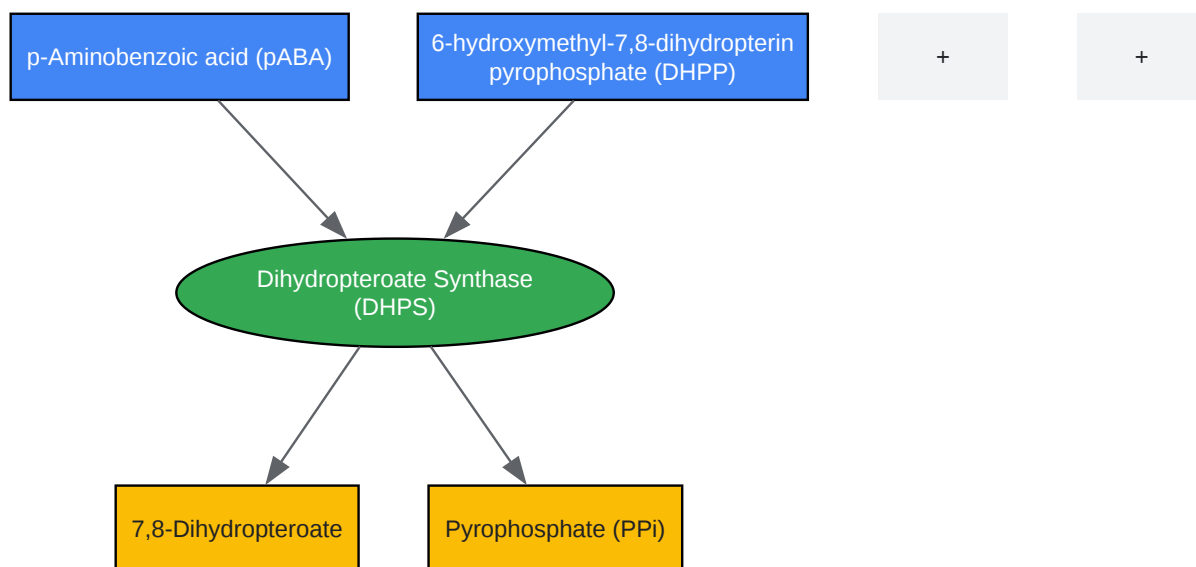 p-Aminobenzoic acid (pABA)
6-hydroxymethyl-7,8-dihydropterin
pyrophosphate (DHPP)
+
+
Dihydropteroate Synthase
(DHPS)
7,8-Dihydropteroate
Pyrophosphate (PPi)